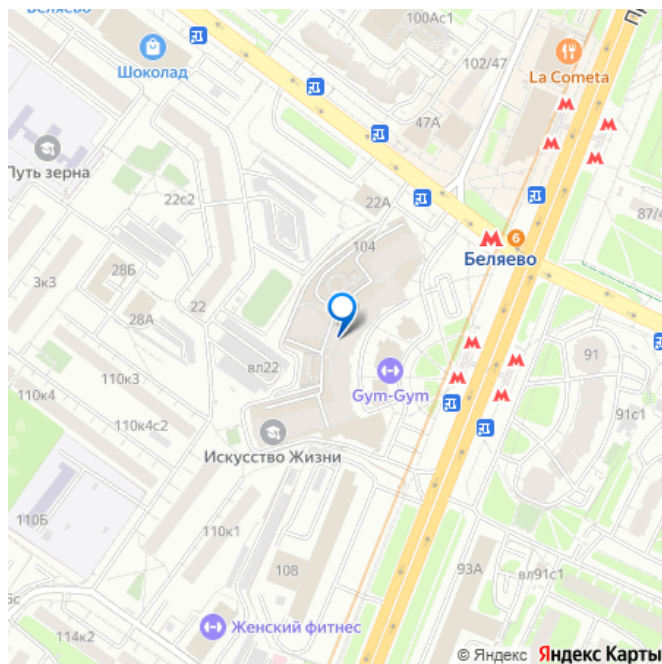 Беляево
100Ас1
Шоколад
102/47
La Cometa
47А
Путь зерна
22с2
22А
87/4
104
6
Беляево
3к3
28Б
22
28А
вл22
91
110к3
Gym-Gym
91с1
110к4с2
Искусство Жизни
110Б
110к1
108
93А
вл91с1
114к2
Женский фитнес
© Яндекс Яндекс Карты